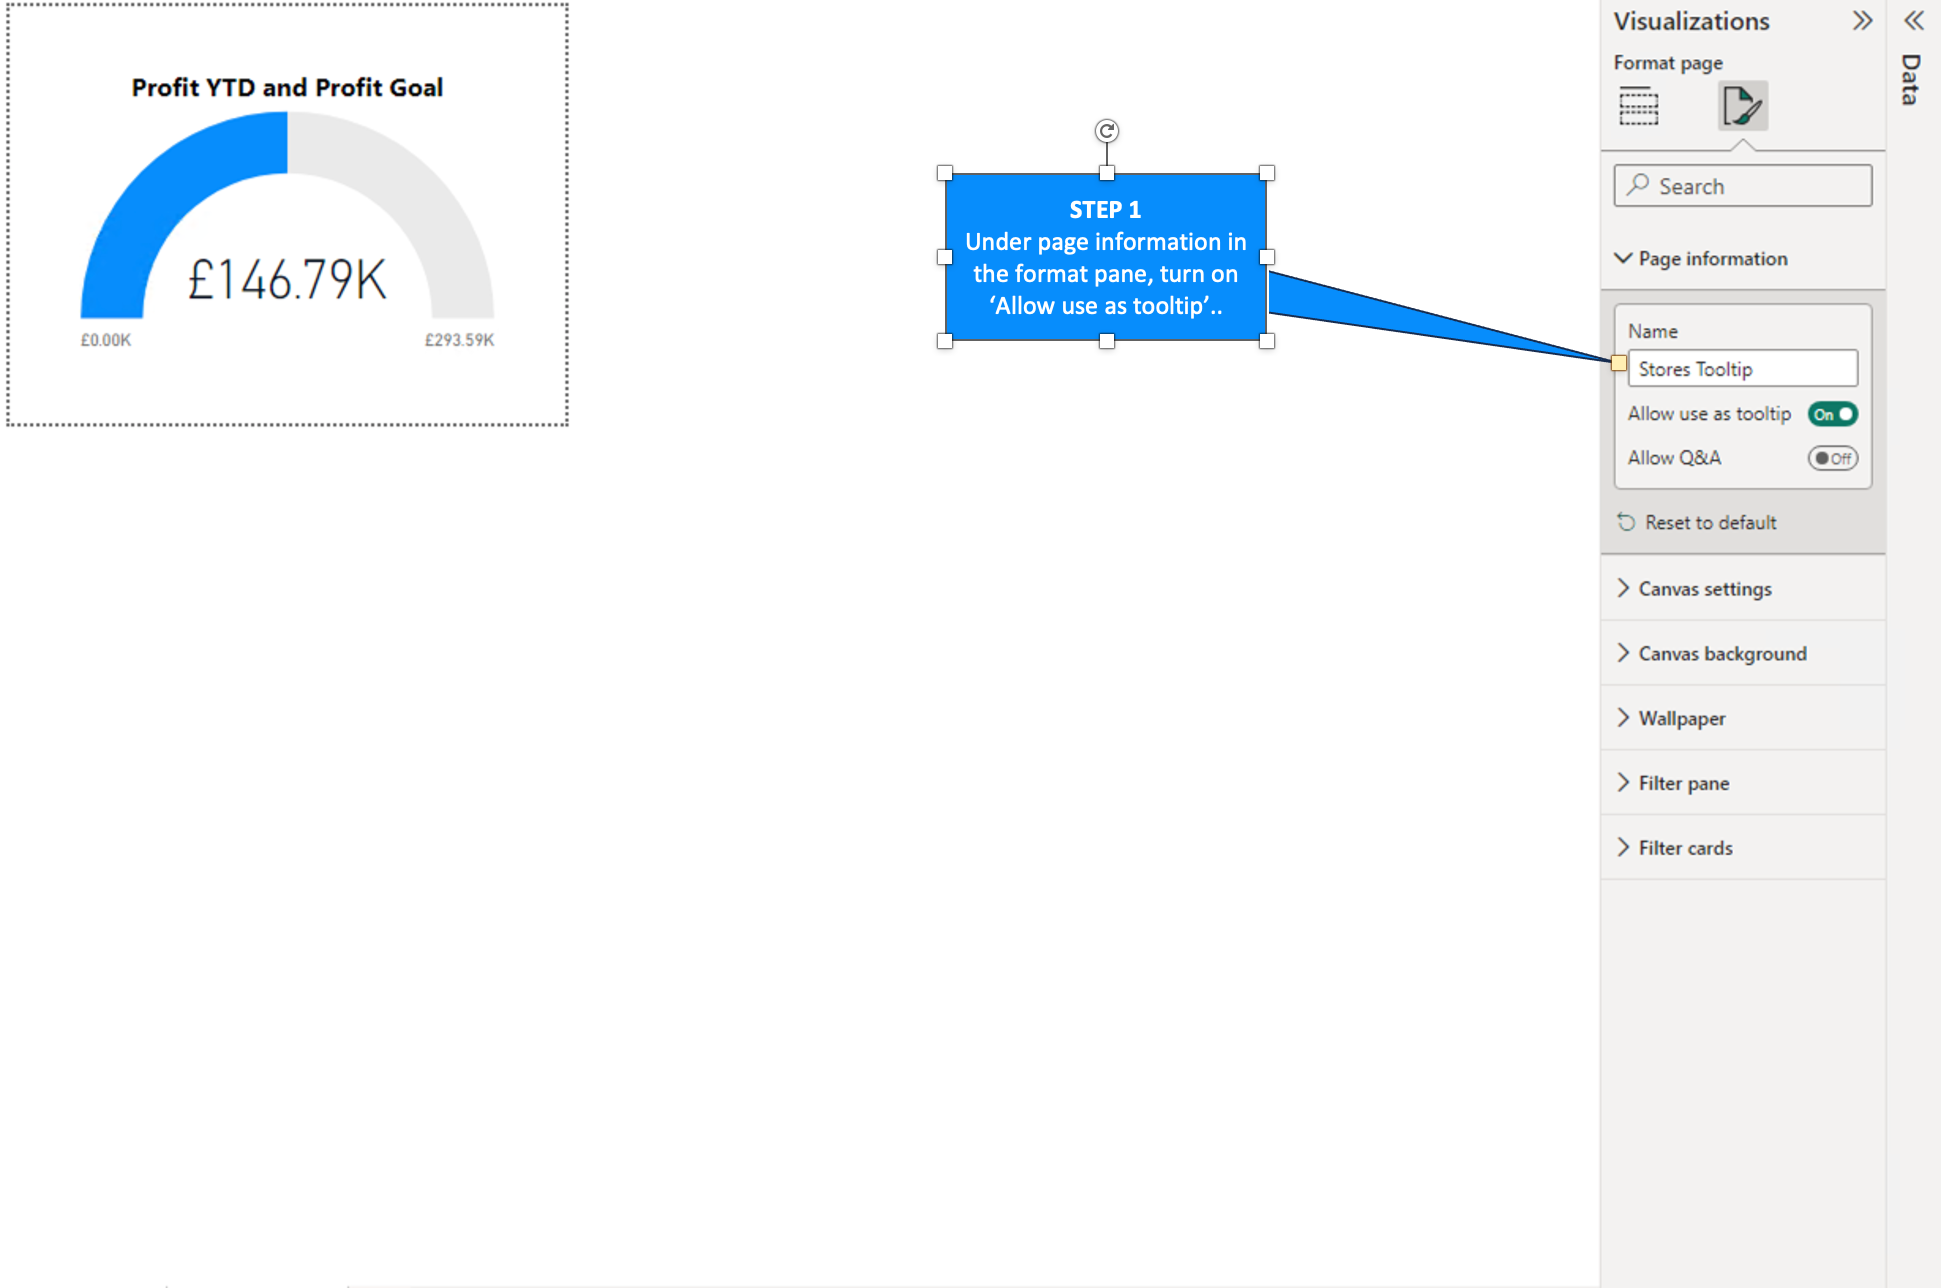 Profit YTD and Profit Goal
£146.79K
£0.00K
£293.59K
STEP 1
Under page information in
the format pane, turn on
‘Allow use as tooltip’..
Visualizations
Format page
Search
Page information
Name
Stores Tooltip
Allow use as tooltip
On
Allow Q&A
Off
Reset to default
Canvas settings
Canvas background
Wallpaper
Filter pane
Filter cards
Data